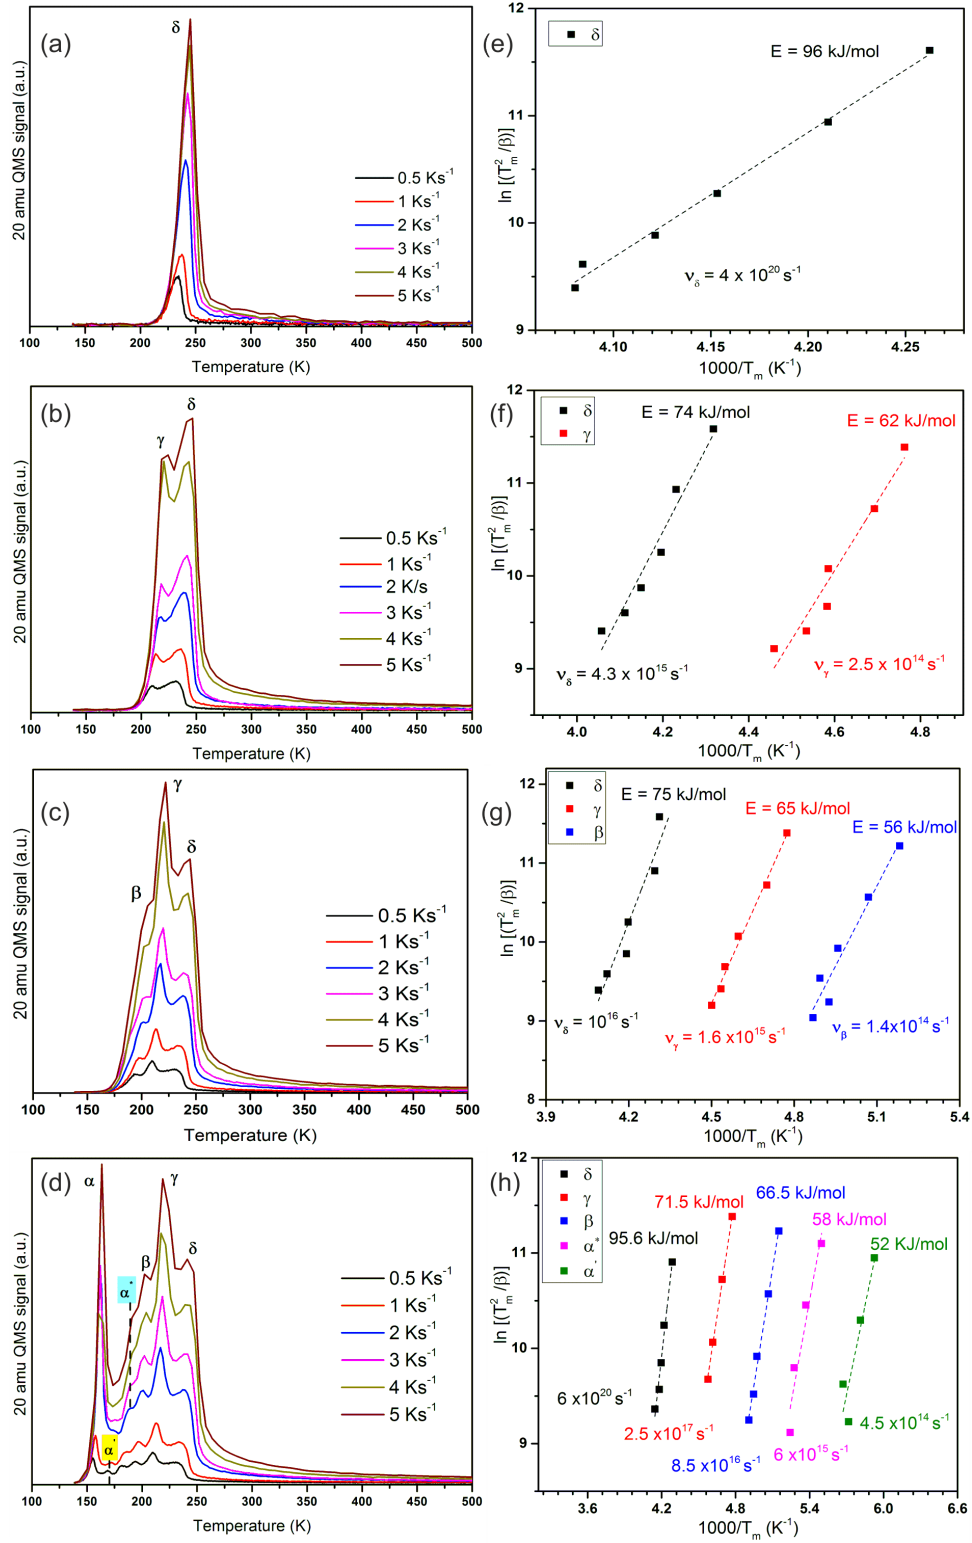 (a)
δ
20 amu QMS signal (a.u.)
0.5 Ks⁻¹
1 Ks⁻¹
2 Ks⁻¹
3 Ks⁻¹
4 Ks⁻¹
5 Ks⁻¹
100 150 200 250 300 350 400 450 500
Temperature (K)
(e)
δ
E = 96 kJ/mol
ln [(Tₘ²/β)]
12
11
10
9
ν_δ = 4 x 10²⁰ s⁻¹
4.10 4.15 4.20 4.25
1000/Tₘ (K⁻¹)
(b)
γ
δ
20 amu QMS signal (a.u.)
0.5 Ks⁻¹
1 Ks⁻¹
2 K/s
3 Ks⁻¹
4 Ks⁻¹
5 Ks⁻¹
100 150 200 250 300 350 400 450 500
Temperature (K)
(f)
δ
γ
E = 74 kJ/mol
E = 62 kJ/mol
ln [(Tₘ²/β)]
12
11
10
9
ν_δ = 4.3 x 10¹⁵ s⁻¹
ν_γ = 2.5 x 10¹⁴ s⁻¹
4.0 4.2 4.4 4.6 4.8
1000/Tₘ (K⁻¹)
(c)
β
γ
δ
20 amu QMS signal (a.u.)
0.5 Ks⁻¹
1 Ks⁻¹
2 Ks⁻¹
3 Ks⁻¹
4 Ks⁻¹
5 Ks⁻¹
100 150 200 250 300 350 400 450 500
Temperature (K)
(g)
δ
γ
β
E = 75 kJ/mol
E = 65 kJ/mol
E = 56 kJ/mol
ln [(Tₘ²/β)]
12
11
10
9
8
ν_δ = 10¹⁶ s⁻¹
ν_γ = 1.6 x10¹⁵ s⁻¹
ν_β = 1.4x10¹⁴ s⁻¹
3.9 4.2 4.5 4.8 5.1 5.4
1000/Tₘ (K⁻¹)
(d)
α
α*
α'
β
γ
δ
20 amu QMS signal (a.u.)
0.5 Ks⁻¹
1 Ks⁻¹
2 Ks⁻¹
3 Ks⁻¹
4 Ks⁻¹
5 Ks⁻¹
100 150 200 250 300 350 400 450 500
Temperature (K)
(h)
δ
γ
β
α*
α'
95.6 kJ/mol
71.5 kJ/mol
66.5 kJ/mol
58 kJ/mol
52 KJ/mol
ln [(Tₘ²/β)]
12
11
10
9
6 x10²⁰ s⁻¹
2.5 x10¹⁷ s⁻¹
8.5 x10¹⁶ s⁻¹
6 x10¹⁵ s⁻¹
4.5 x10¹⁴ s⁻¹
3.6 4.2 4.8 5.4 6.0 6.6
1000/Tₘ (K⁻¹)